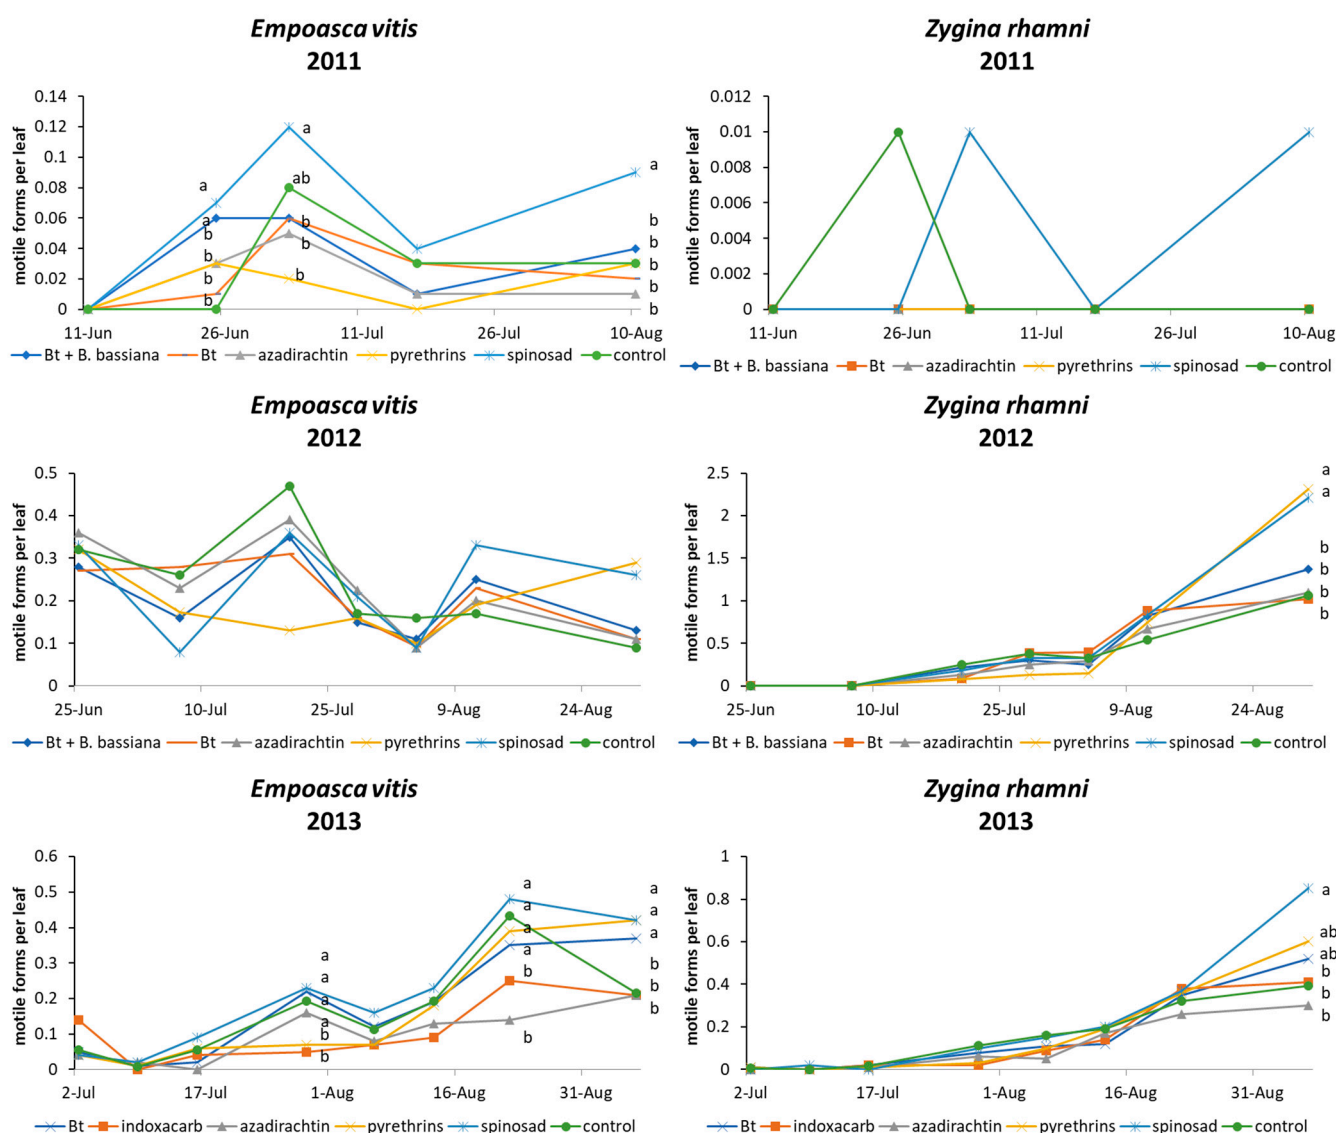 Empoasca vitis
2011
motile forms per leaf
0.14
0.12
0.1
0.08
0.06
0.04
0.02
0
a
a
b
b
b
b
a
ab
b
b
b
a
b
b
b
b
b
11-Jun 26-Jun 11-Jul 26-Jul 10-Aug
Bt + B. bassiana Bt azadirachtin pyrethrins spinosad control
Zygina rhamni
2011
motile forms per leaf
0.012
0.01
0.008
0.006
0.004
0.002
0
11-Jun 26-Jun 11-Jul 26-Jul 10-Aug
Bt + B. bassiana Bt azadirachtin pyrethrins spinosad control
Empoasca vitis
2012
motile forms per leaf
0.5
0.4
0.3
0.2
0.1
0
25-Jun 10-Jul 25-Jul 9-Aug 24-Aug
Bt + B. bassiana Bt azadirachtin pyrethrins spinosad control
Zygina rhamni
2012
motile forms per leaf
2.5
2
1.5
1
0.5
0
a
a
b
b
b
b
25-Jun 10-Jul 25-Jul 9-Aug 24-Aug
Bt + B. bassiana Bt azadirachtin pyrethrins spinosad control
Empoasca vitis
2013
motile forms per leaf
0.6
0.5
0.4
0.3
0.2
0.1
0
a
a
a
a
b
b
a
a
a
a
b
b
a
a
a
b
b
b
2-Jul 17-Jul 1-Aug 16-Aug 31-Aug
Bt indoxacarb azadirachtin pyrethrins spinosad control
Zygina rhamni
2013
motile forms per leaf
1
0.8
0.6
0.4
0.2
0
a
ab
ab
b
b
b
2-Jul 17-Jul 1-Aug 16-Aug 31-Aug
Bt indoxacarb azadirachtin pyrethrins spinosad control